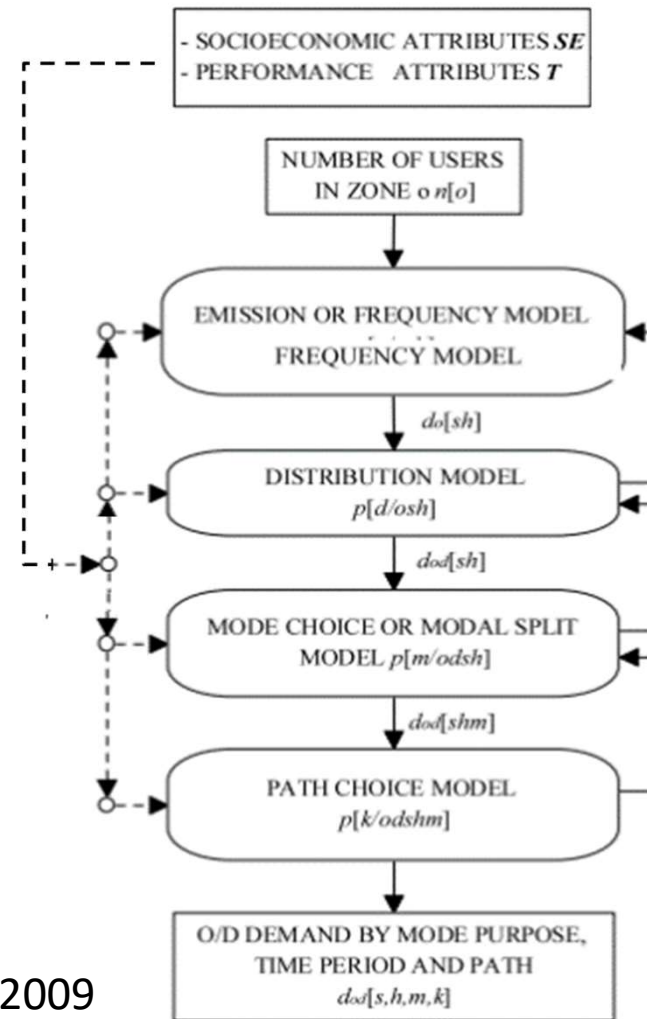 - SOCIOECONOMIC ATTRIBUTES SE
- PERFORMANCE ATTRIBUTES T
NUMBER OF USERS
IN ZONE o n[o]
EMISSION OR FREQUENCY MODEL
FREQUENCY MODEL
do[sh]
DISTRIBUTION MODEL
p[d/osh]
dod[sh]
MODE CHOICE OR MODAL SPLIT
MODEL p[m/odsh]
dod[shm]
PATH CHOICE MODEL
p[k/odshm]
O/D DEMAND BY MODE PURPOSE,
TIME PERIOD AND PATH
dod[s,h,m,k]
2009